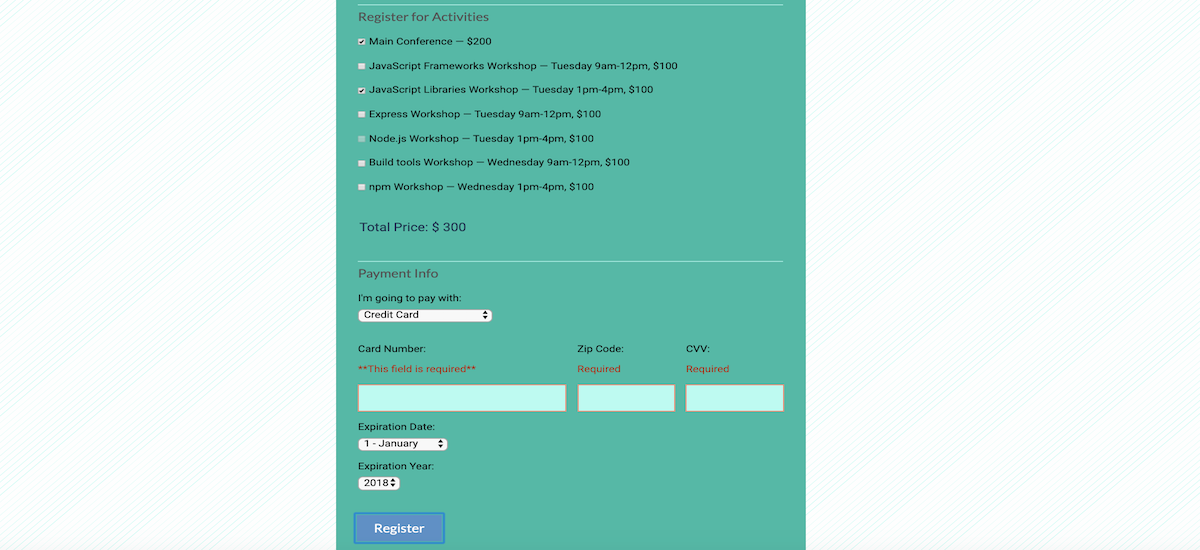 Register for Activities
Main Conference — $200
JavaScript Frameworks Workshop — Tuesday 9am-12pm, $100
JavaScript Libraries Workshop — Tuesday 1pm-4pm, $100
Express Workshop — Tuesday 9am-12pm, $100
Node.js Workshop — Tuesday 1pm-4pm, $100
Build tools Workshop — Wednesday 9am-12pm, $100
npm Workshop — Wednesday 1pm-4pm, $100
Total Price: $ 300
Payment Info
I'm going to pay with:
Credit Card
Card Number: Zip Code: CVV:
**This field is required** Required Required
Expiration Date:
1 - January
Expiration Year:
2018
Register